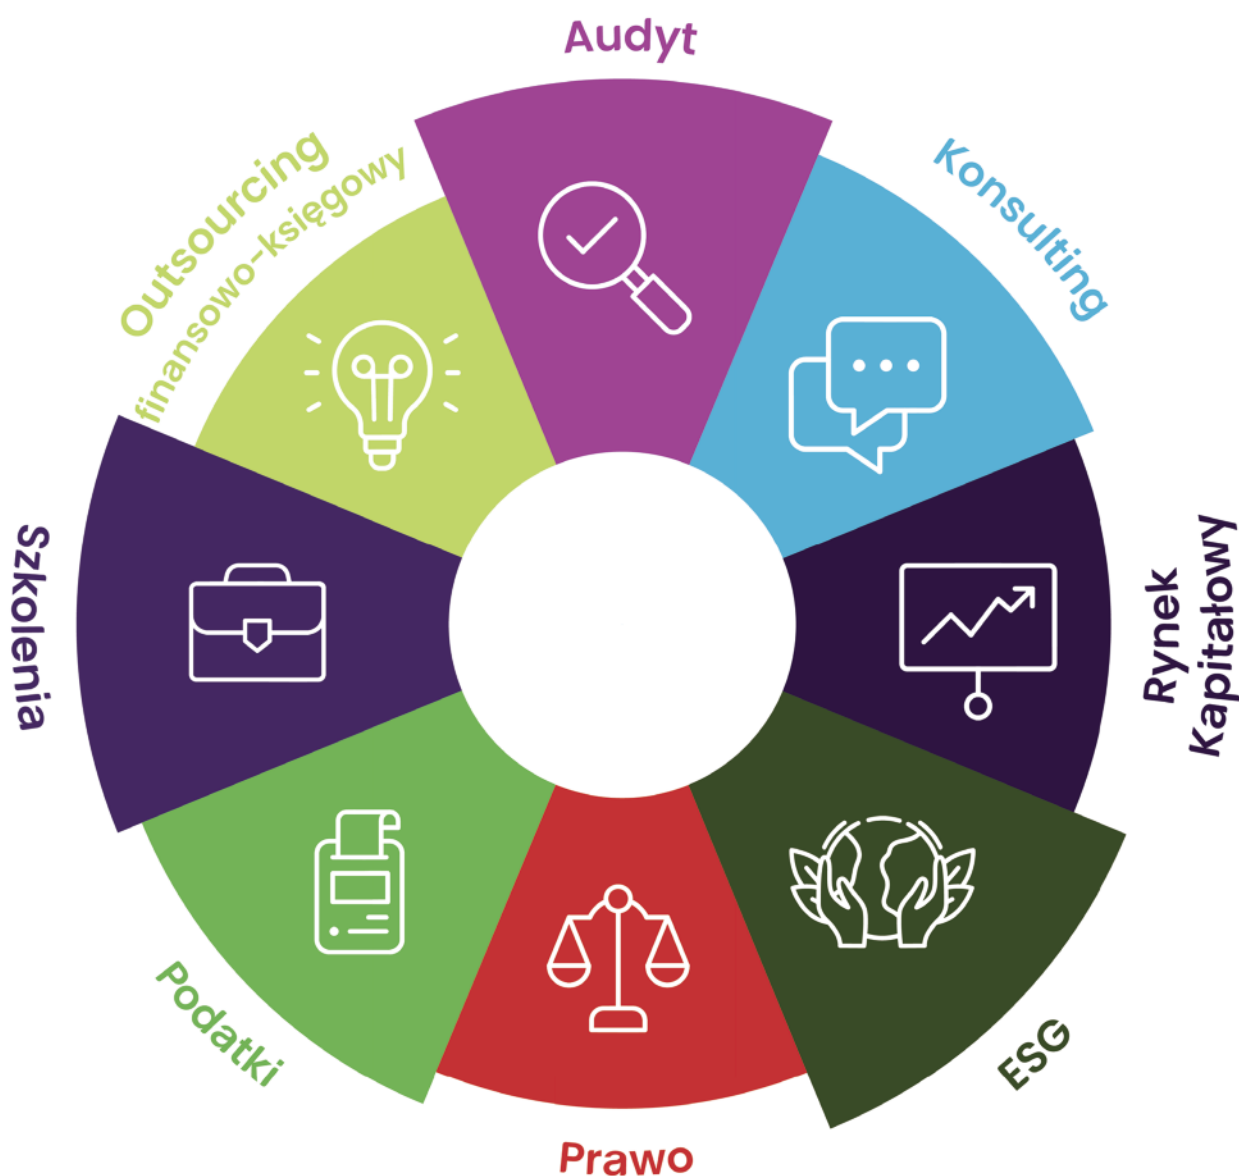 Audyt
Konsulting
Rynek
Kapitałowy
ESG
Prawo
Podatki
Szkolenia
Outsourcing
finansowo-księgowy